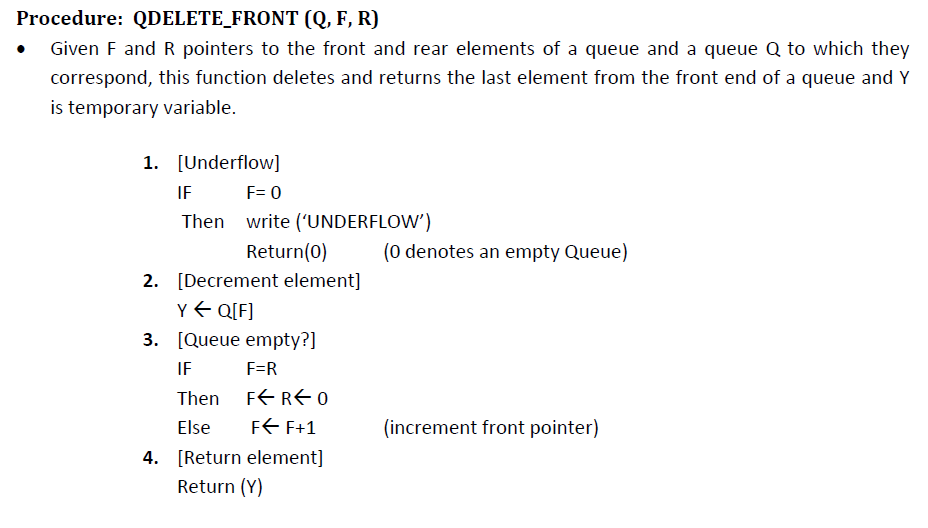 Procedure: QDELETE_FRONT (Q, F, R)
• Given F and R pointers to the front and rear elements of a queue and a queue Q to which they
correspond, this function deletes and returns the last element from the front end of a queue and Y
is temporary variable.
1. [Underflow]
IF F= 0
Then write (‘UNDERFLOW’)
Return(0) (0 denotes an empty Queue)
2. [Decrement element]
Y ← Q[F]
3. [Queue empty?]
IF F=R
Then F← R← 0
Else F← F+1 (increment front pointer)
4. [Return element]
Return (Y)